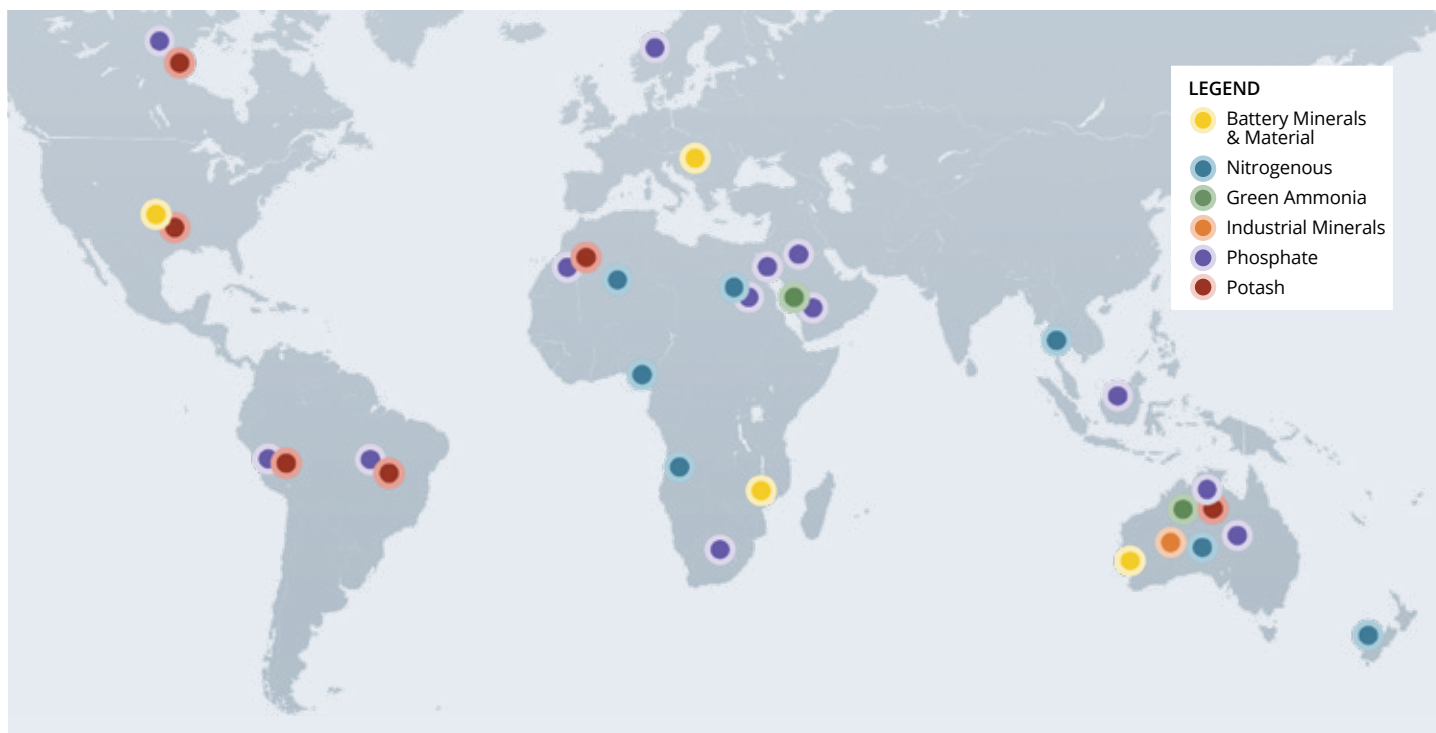 LEGEND
Battery Minerals
& Material
Nitrogenous
Green Ammonia
Industrial Minerals
Phosphate
Potash